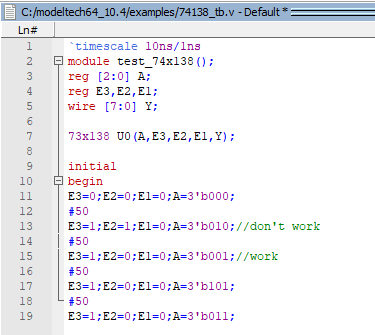 C:/modeltech64_10.4/examples/74138_tb.v - Default *
Ln#
1 `timescale 10ns/1ns
2 module test_74x138();
3 reg [2:0] A;
4 reg E3,E2,E1;
5 wire [7:0] Y;
6
7 73x138 U0(A,E3,E2,E1,Y);
8
9 initial
10 begin
11 E3=0;E2=0;E1=0;A=3'b000;
12 #50
13 E3=1;E2=1;E1=0;A=3'b010;//don't work
14 #50
15 E3=1;E2=0;E1=0;A=3'b001;//work
16 #50
17 E3=1;E2=0;E1=0;A=3'b101;
18 #50
19 E3=1;E2=0;E1=0;A=3'b011;